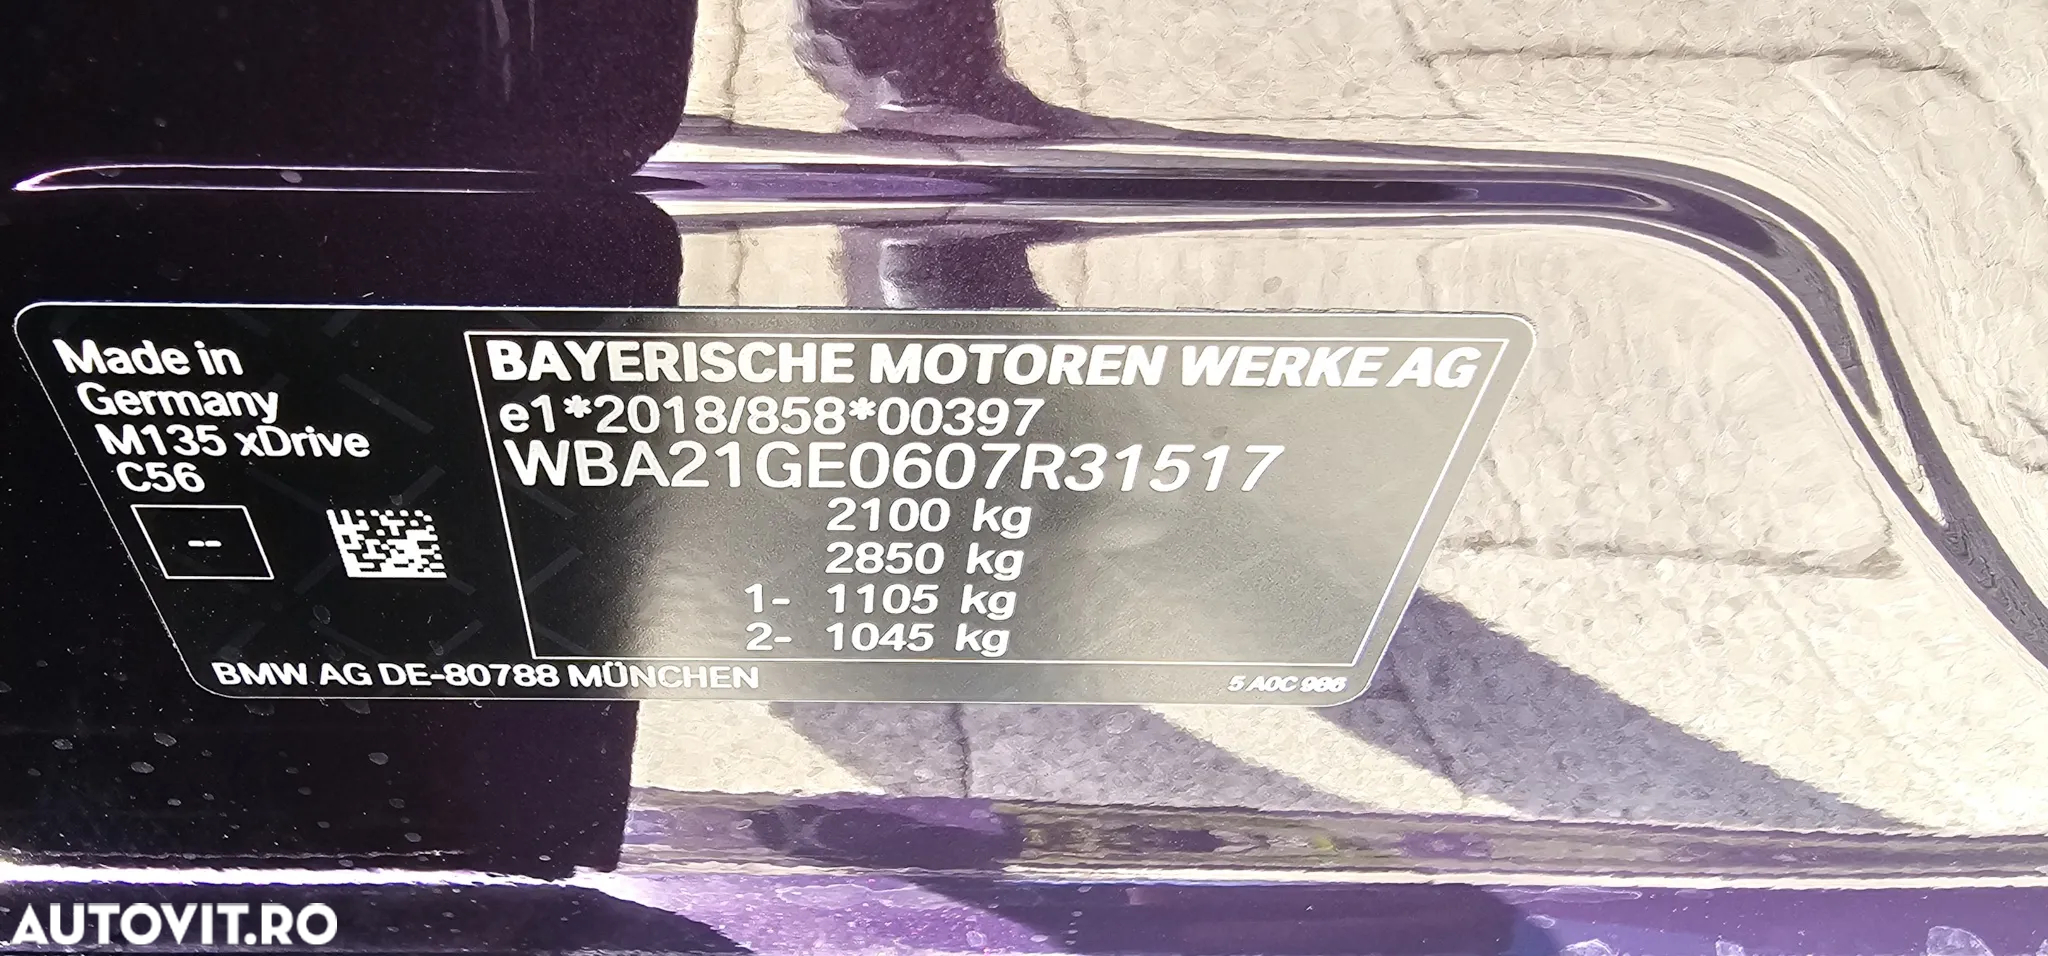 Made in
Germany
M135 xDrive
C56
--
BAYERISCHE MOTOREN WERKE AG
e1*2018/858*00397
WBA21GE0607R31517
2100 kg
2850 kg
1- 1105 kg
2- 1045 kg
BMW AG DE-80788 MÜNCHEN
5 A0C 986
AUTOVIT.RO